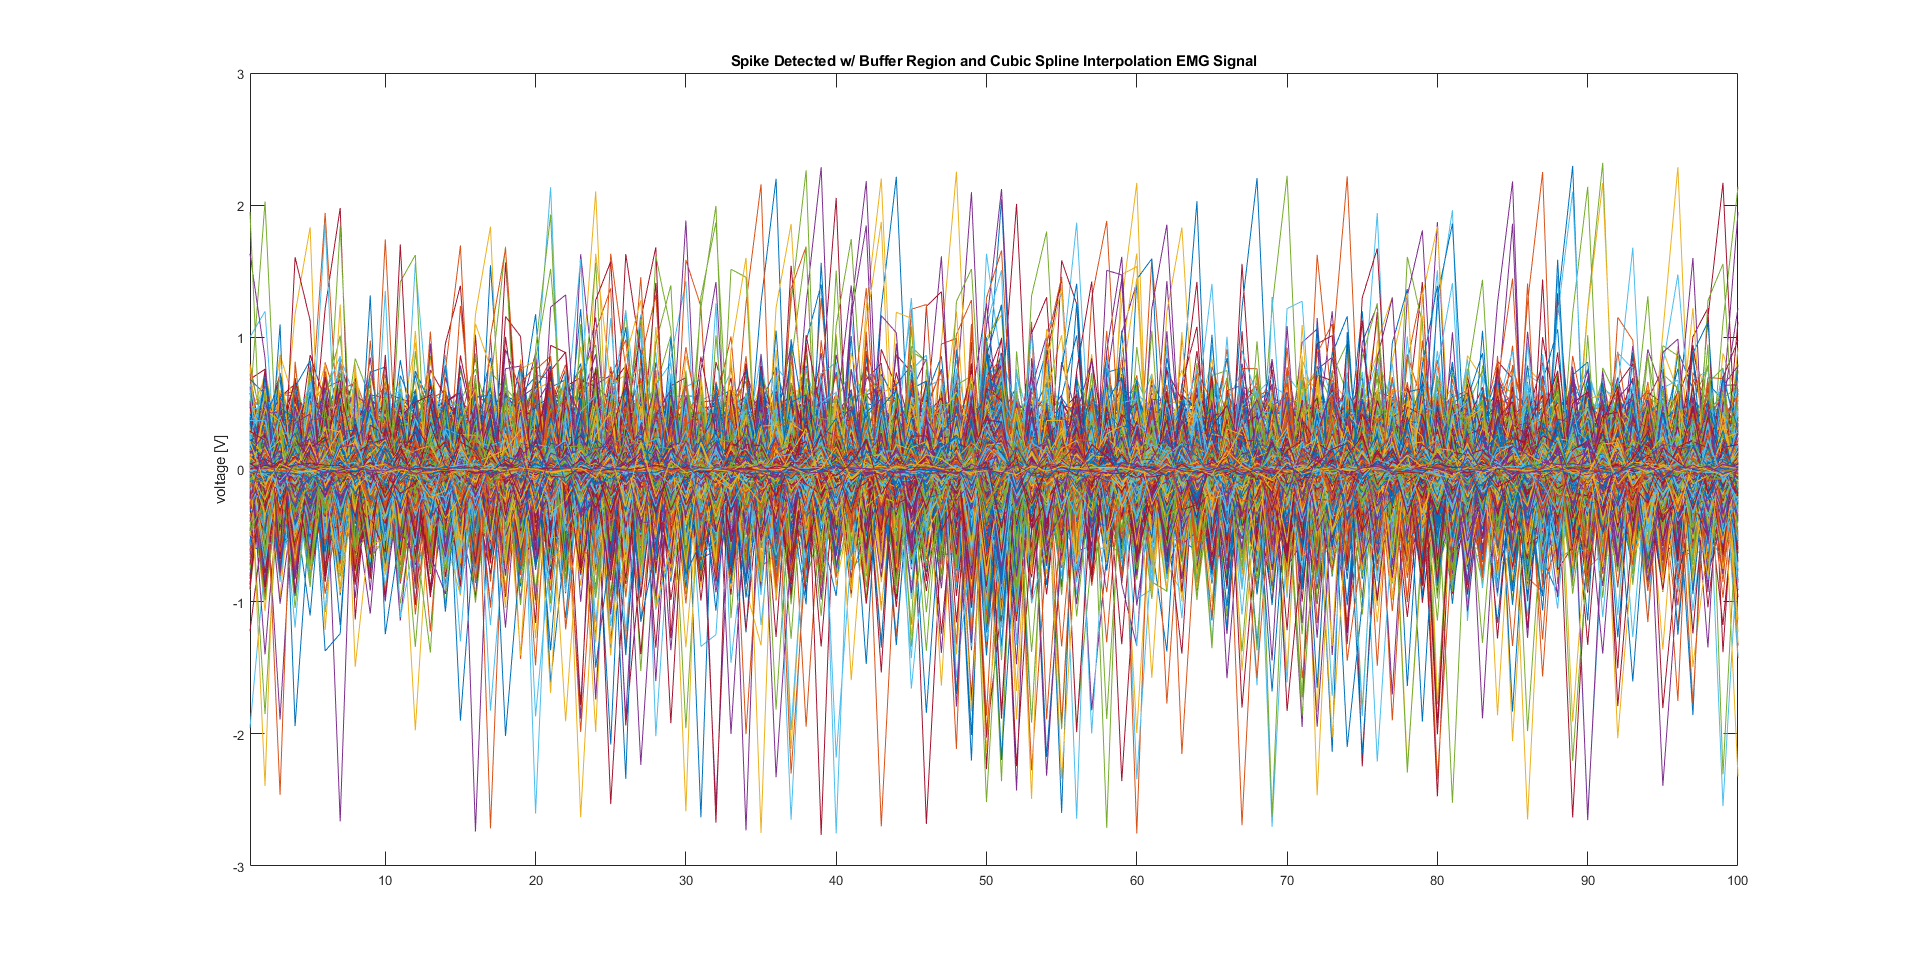 Spike Detected w/ Buffer Region and Cubic Spline Interpolation EMG Signal
3
2
1
0
-1
-2
-3
voltage [V]
10 20 30 40 50 60 70 80 90 100